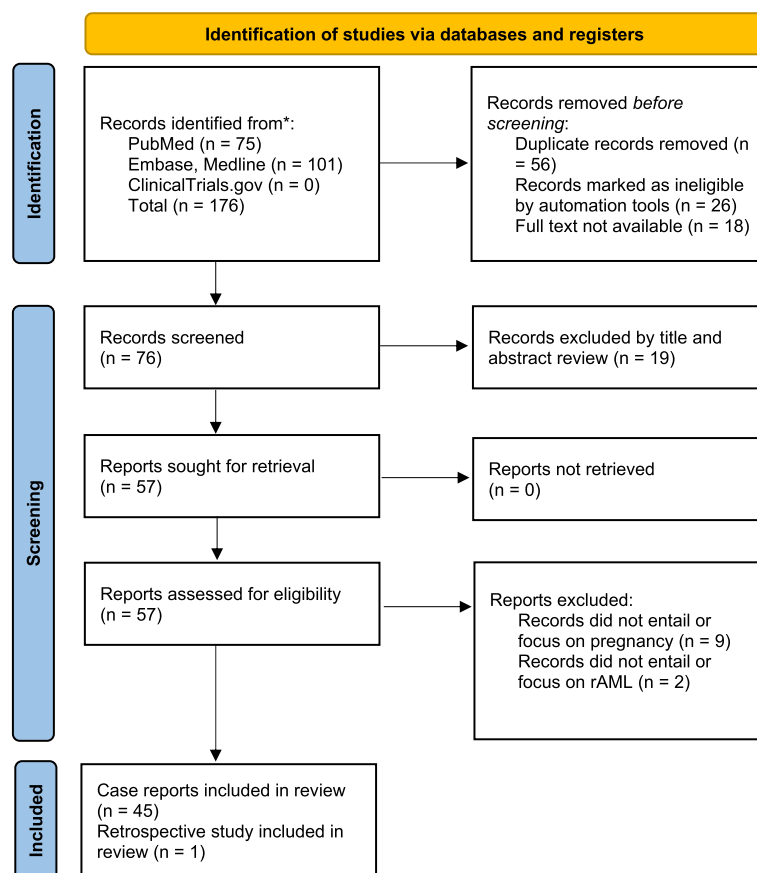 Identification of studies via databases and registers
Identification
Records identified from*:
PubMed (n = 75)
Embase, Medline (n = 101)
ClinicalTrials.gov (n = 0)
Total (n = 176)
Records removed before
screening:
Duplicate records removed (n
= 56)
Records marked as ineligible
by automation tools (n = 26)
Full text not available (n = 18)
Screening
Records screened
(n = 76)
Records excluded by title and
abstract review (n = 19)
Reports sought for retrieval
(n = 57)
Reports not retrieved
(n = 0)
Reports assessed for eligibility
(n = 57)
Reports excluded:
Records did not entail or
focus on pregnancy (n = 9)
Records did not entail or
focus on rAML (n = 2)
Included
Case reports included in review
(n = 45)
Retrospective study included in
review (n = 1)